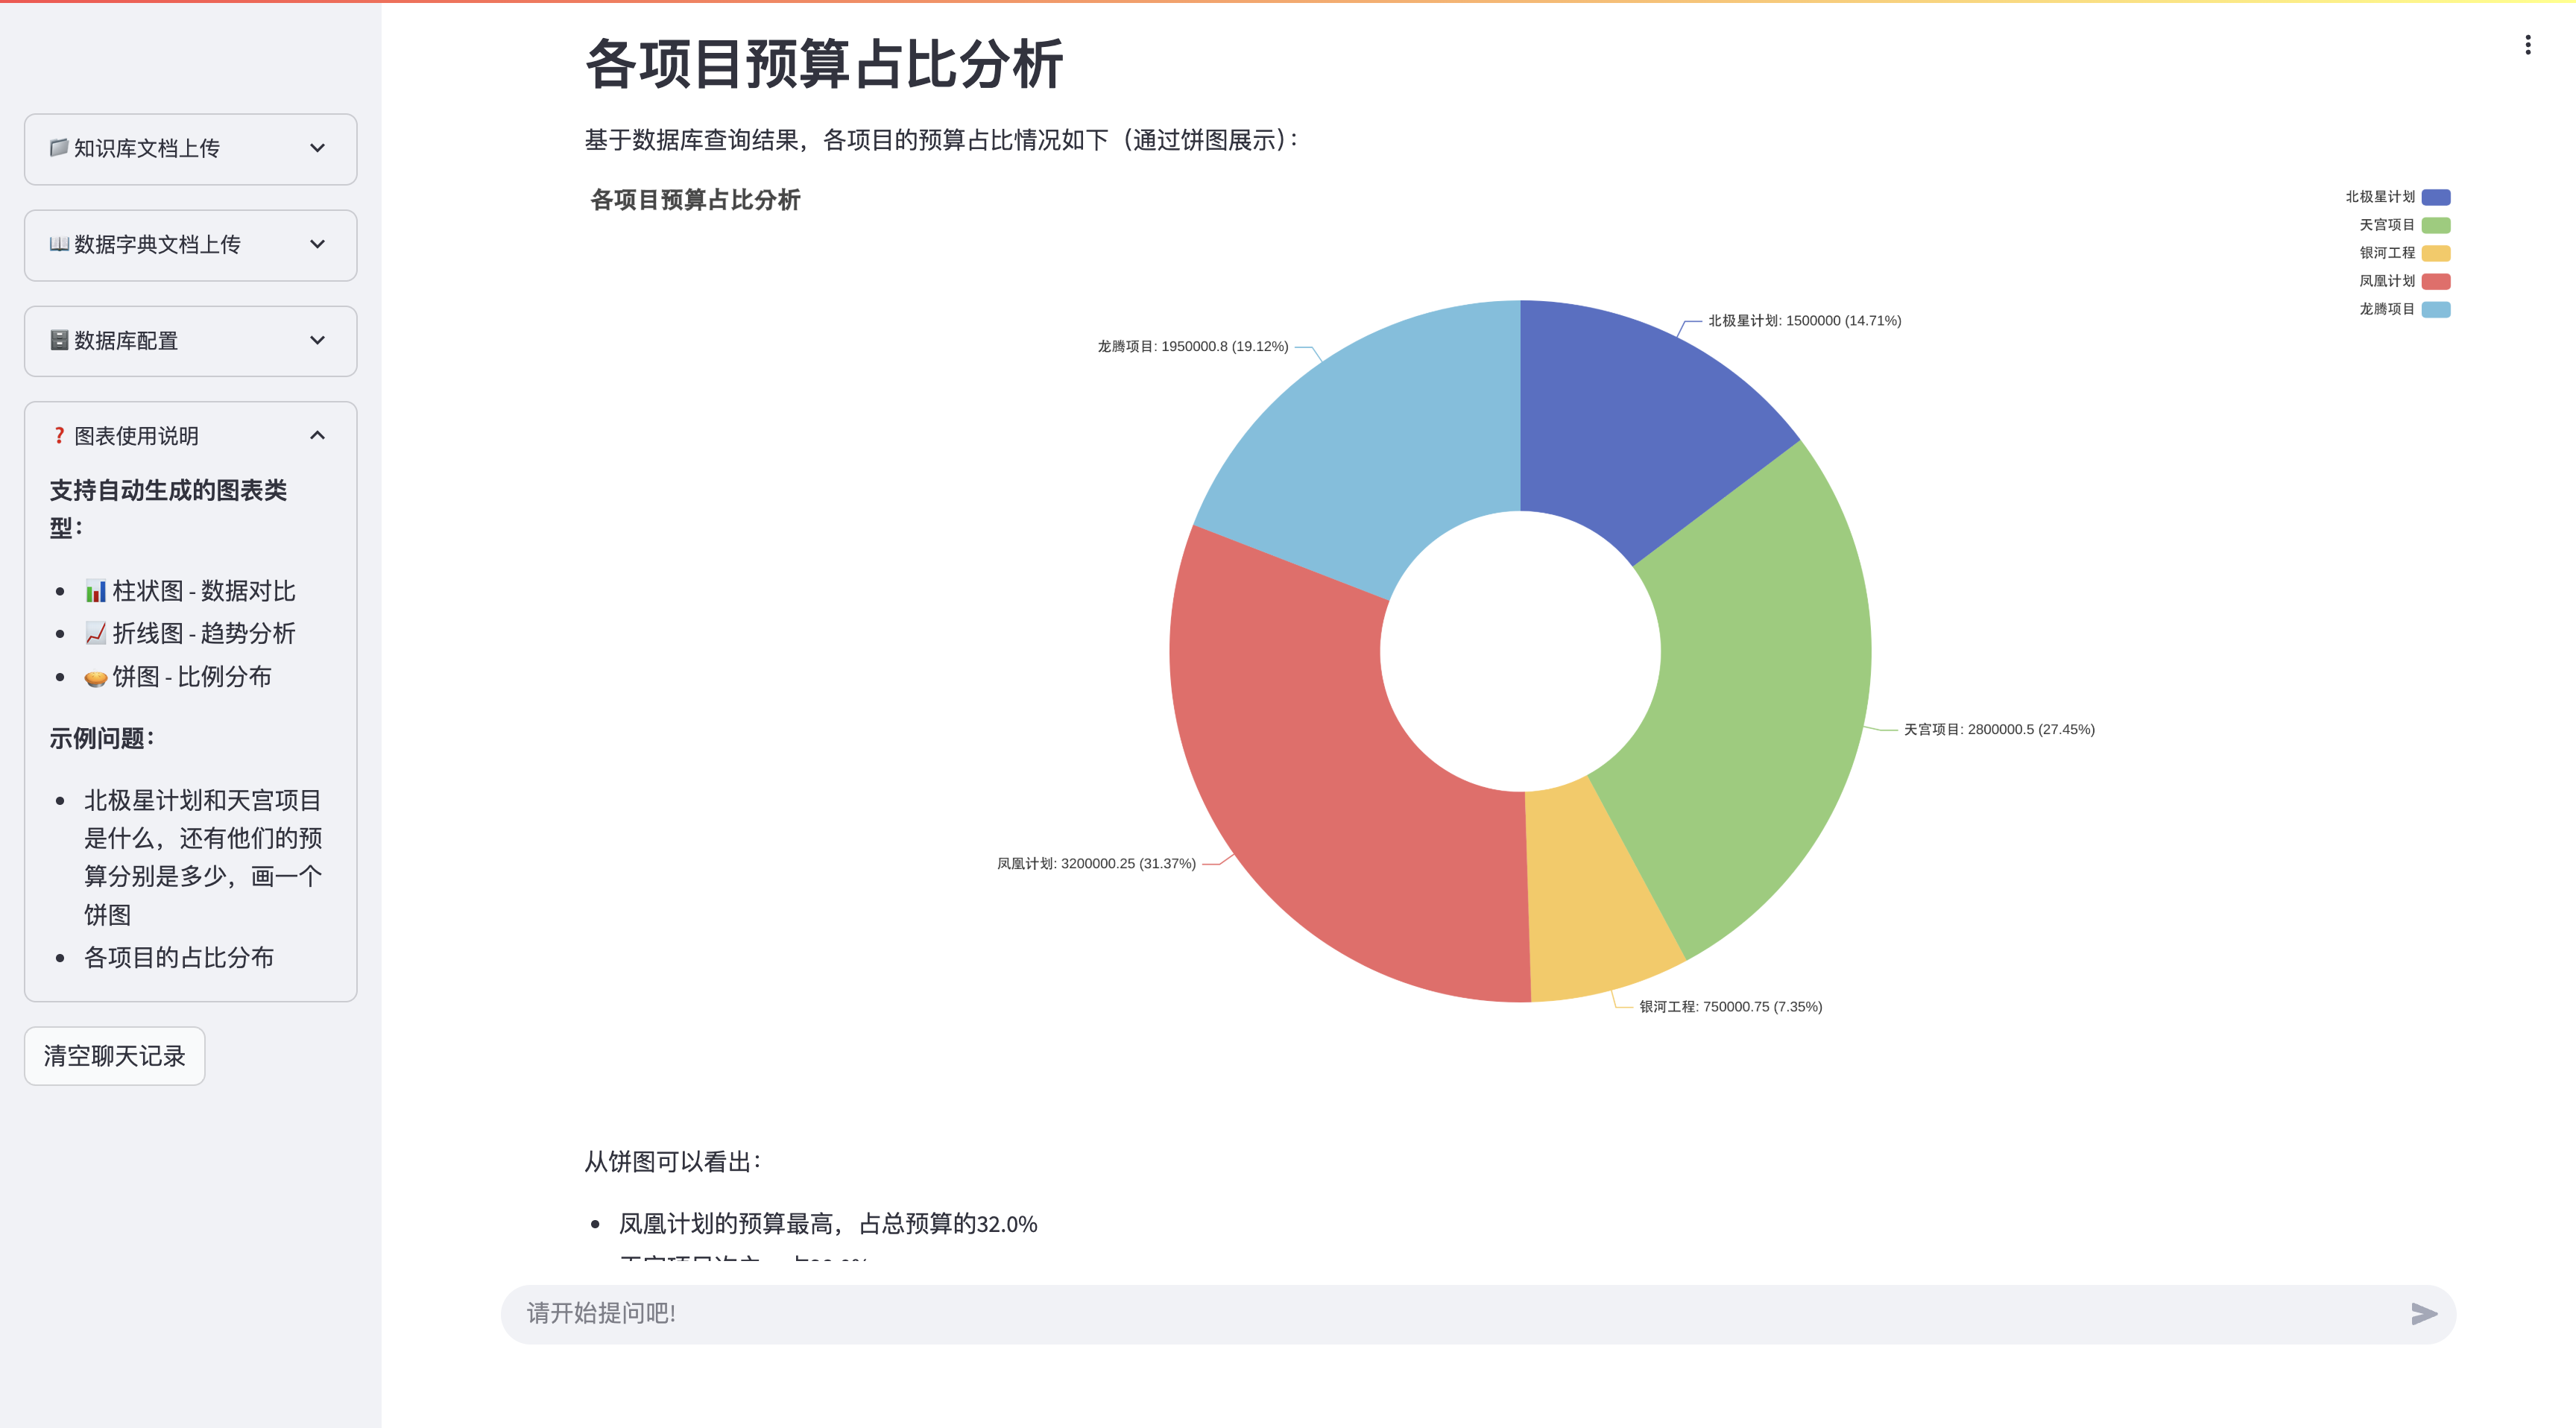 知识库文档上传
数据字典文档上传
数据库配置
图表使用说明
支持自动生成的图表类
型：
柱状图 - 数据对比
折线图 - 趋势分析
饼图 - 比例分布
示例问题：
北极星计划和天宫项目
是什么，还有他们的预
算分别是多少，画一个
饼图
各项目的占比分布
清空聊天记录
各项目预算占比分析
基于数据库查询结果，各项目的预算占比情况如下（通过饼图展示）：
各项目预算占比分析
北极星计划
天宫项目
银河工程
凤凰计划
龙腾项目
北极星计划: 1500000 (14.71%)
龙腾项目: 1950000.8 (19.12%)
天宫项目: 2800000.5 (27.45%)
凤凰计划: 3200000.25 (31.37%)
银河工程: 750000.75 (7.35%)
从饼图可以看出：
凤凰计划的预算最高，占总预算的32.0%
请开始提问吧!